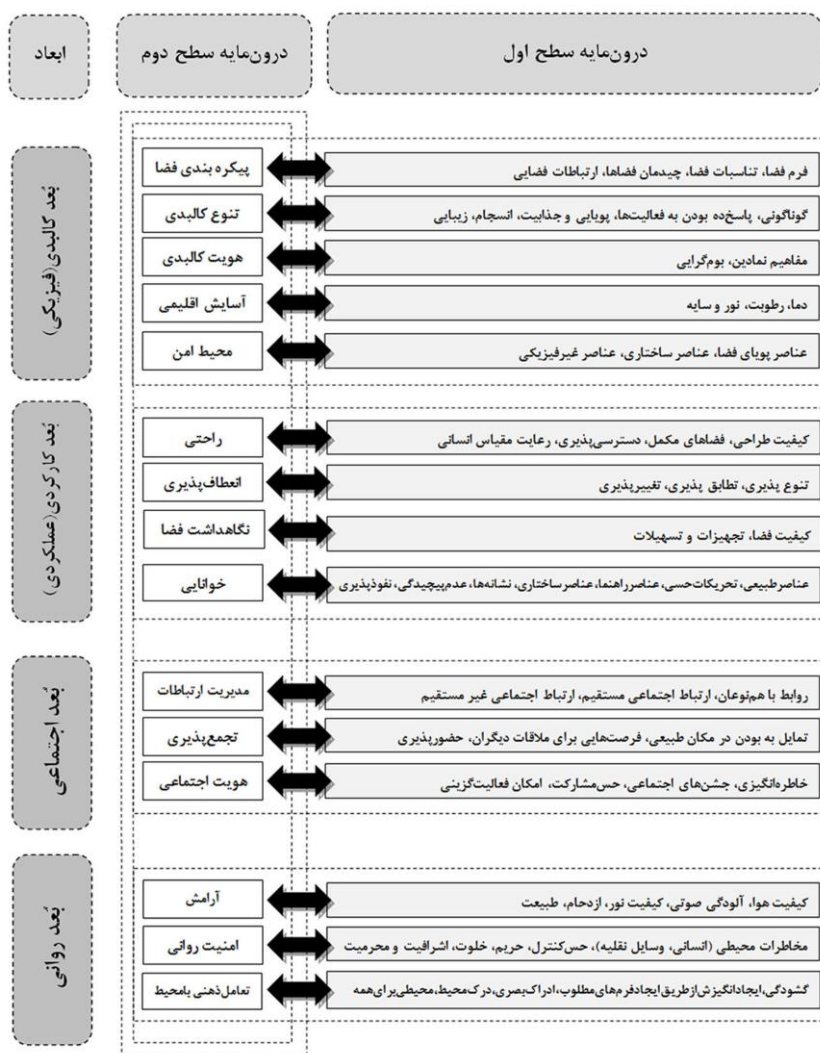 درون‌مایه سطح اول
درون‌مایه سطح دوم
ابعاد
بُعد کالبدی(فیزیکی)
فرم فضا، تناسبات فضا، چیدمان فضاها، ارتباطات فضایی
پیکره بندی فضا
گوناگونی، پاسخ‌ده بودن به فعالیت‌ها، پویایی و جذابیت، انسجام، زیبایی
تنوع کالبدی
مفاهیم نمادین، بوم‌گرایی
هویت کالبدی
دما، رطوبت، نور و سایه
آسایش اقلیمی
عناصر پویای فضا، عناصر ساختاری، عناصر غیرفیزیکی
محیط امن
بُعد کارکردی(عملکردی)
کیفیت طراحی، فضاهای مکمل، دسترسی‌پذیری، رعایت مقیاس انسانی
راحتی
تنوع پذیری، تطابق پذیری، تغییرپذیری
انعطاف‌پذیری
کیفیت فضا، تجهیزات و تسهیلات
نگاهداشت فضا
عناصرطبیعی، تحریکات‌حسی، عناصرراهنما، عناصرساختاری، نشانه‌ها، عدم‌پیچیدگی، نفوذپذیری
خوانایی
بُعد اجتماعی
روابط با هم‌نوعان، ارتباط اجتماعی مستقیم، ارتباط اجتماعی غیر مستقیم
مدیریت ارتباطات
تمایل به بودن در مکان طبیعی، فرصت‌هایی برای ملاقات دیگران، حضورپذیری
تجمع‌پذیری
خاطره‌انگیزی، جشن‌های اجتماعی، حس‌مشارکت، امکان فعالیت‌گزینی
هویت اجتماعی
بُعد روانی
کیفیت هوا، آلودگی صوتی، کیفیت نور، ازدحام، طبیعت
آرامش
مخاطرات محیطی (انسانی، وسایل نقلیه)، حس‌کنترل، حریم، خلوت، اشرافیت و محرمیت
امنیت روانی
گشودگی، ایجادانگیزش‌ازطریق‌ایجادفرم‌های‌مطلوب، ادراک‌بصری، درک‌محیط، محیطی‌برای‌همه
تعامل‌ذهنی بامحیط